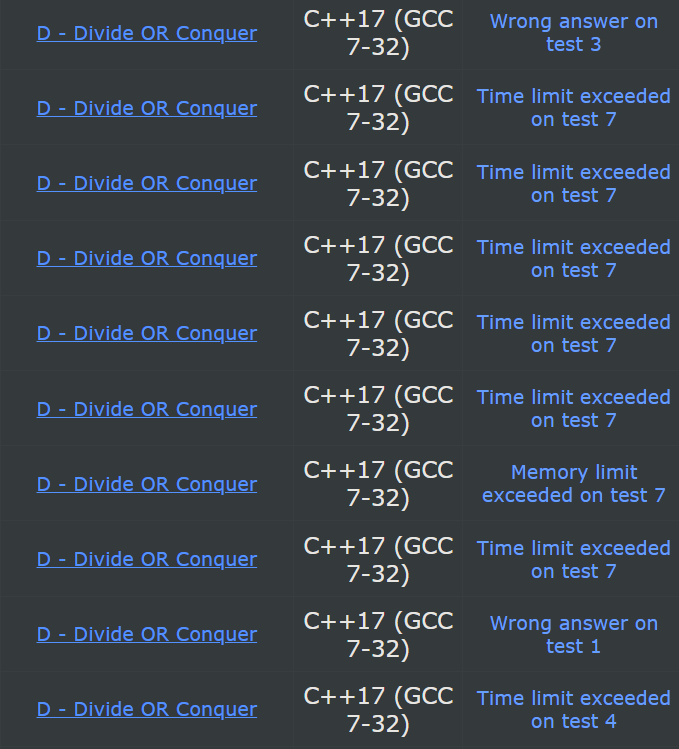 D - Divide OR Conquer
C++17 (GCC
7-32)
Wrong answer on
test 3
D - Divide OR Conquer
C++17 (GCC
7-32)
Time limit exceeded
on test 7
D - Divide OR Conquer
C++17 (GCC
7-32)
Time limit exceeded
on test 7
D - Divide OR Conquer
C++17 (GCC
7-32)
Time limit exceeded
on test 7
D - Divide OR Conquer
C++17 (GCC
7-32)
Time limit exceeded
on test 7
D - Divide OR Conquer
C++17 (GCC
7-32)
Time limit exceeded
on test 7
D - Divide OR Conquer
C++17 (GCC
7-32)
Memory limit
exceeded on test 7
D - Divide OR Conquer
C++17 (GCC
7-32)
Time limit exceeded
on test 7
D - Divide OR Conquer
C++17 (GCC
7-32)
Wrong answer on
test 1
D - Divide OR Conquer
C++17 (GCC
7-32)
Time limit exceeded
on test 4